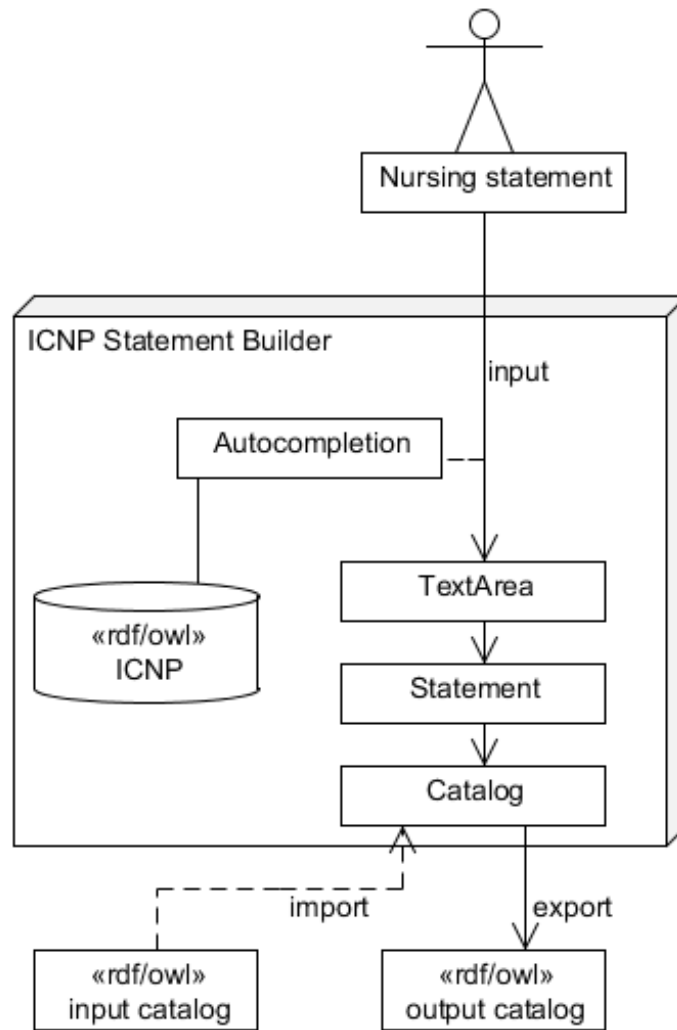 Nursing statement
ICNP Statement Builder
input
Autocompletion
TextArea
«rdf/owl»
ICNP
Statement
Catalog
import
export
«rdf/owl»
input catalog
«rdf/owl»
output catalog